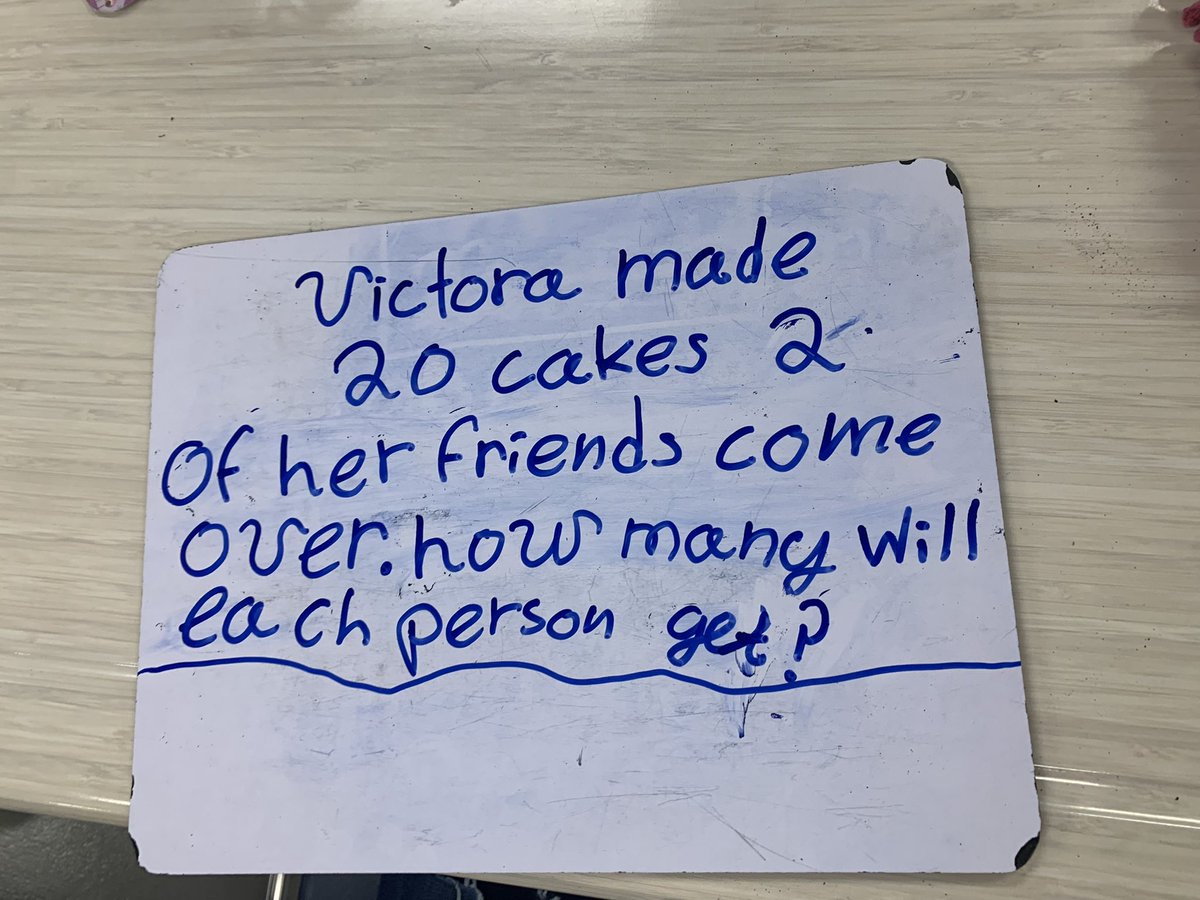 Victora made
20 cakes 2
Of her friends come
over. how many will
each person get?